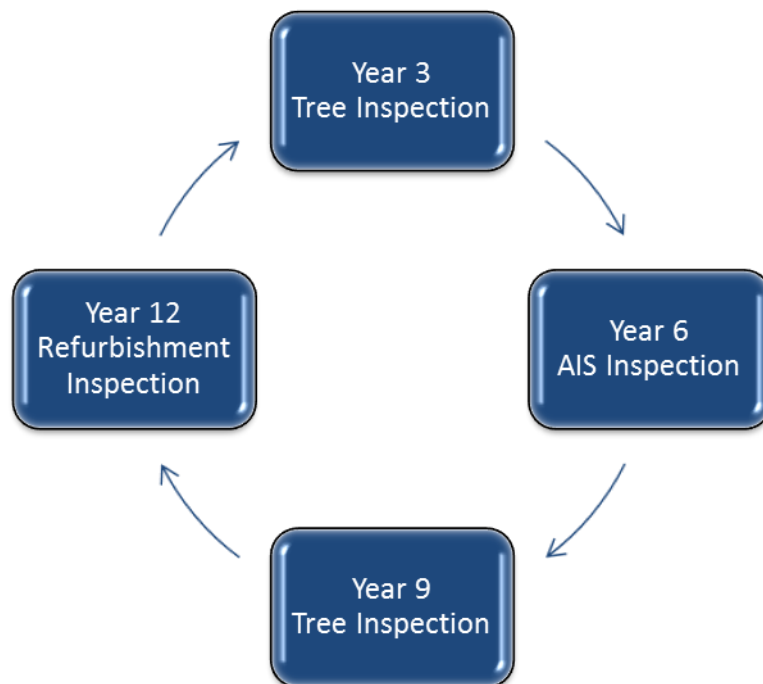 Year 3
Tree Inspection
Year 6
AIS Inspection
Year 9
Tree Inspection
Year 12
Refurbishment
Inspection